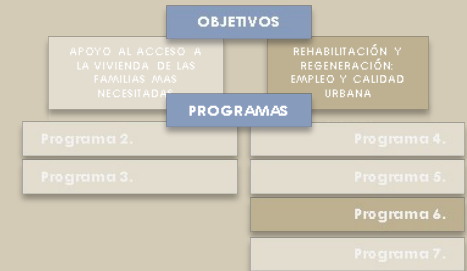 OBJETIVOS
APOYO AL ACCESO A
LA VIVIENDA DE LAS
FAMILIAS MAS
NECESITADAS
REHABILITACIÓN Y
REGENERACIÓN:
EMPLEO Y CALIDAD
URBANA
PROGRAMAS
Programa 2.
Programa 3.
Programa 4.
Programa 5.
Programa 6.
Programa 7.